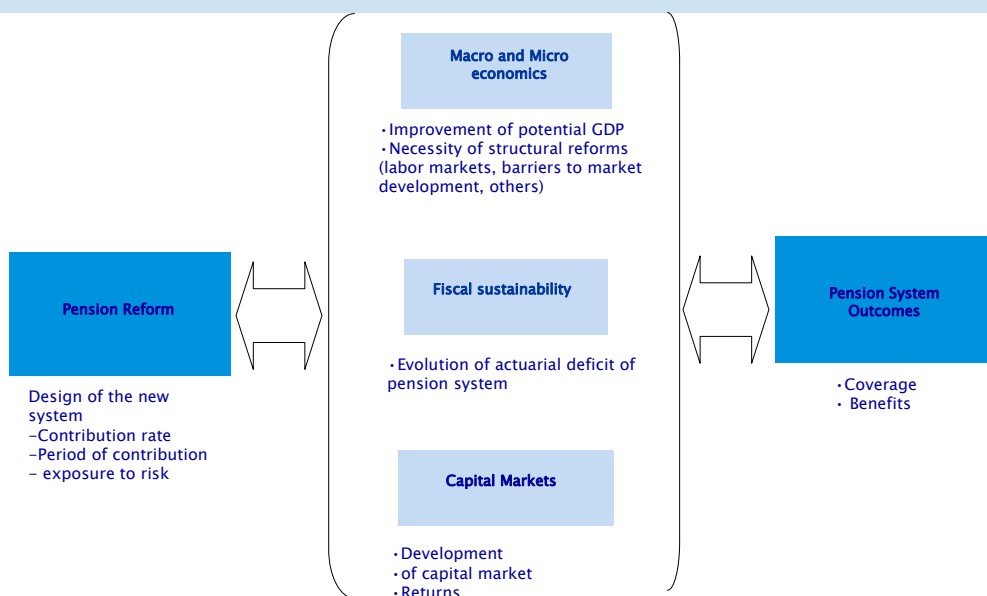 Macro and Micro
economics
•Improvement of potential GDP
•Necessity of structural reforms
(labor markets, barriers to market
development, others)
Pension Reform
Design of the new
system
–Contribution rate
–Period of contribution
– exposure to risk
Fiscal sustainability
•Evolution of actuarial deficit of
pension system
Pension System
Outcomes
•Coverage
• Benefits
Capital Markets
•Development
•of capital market
•Returns